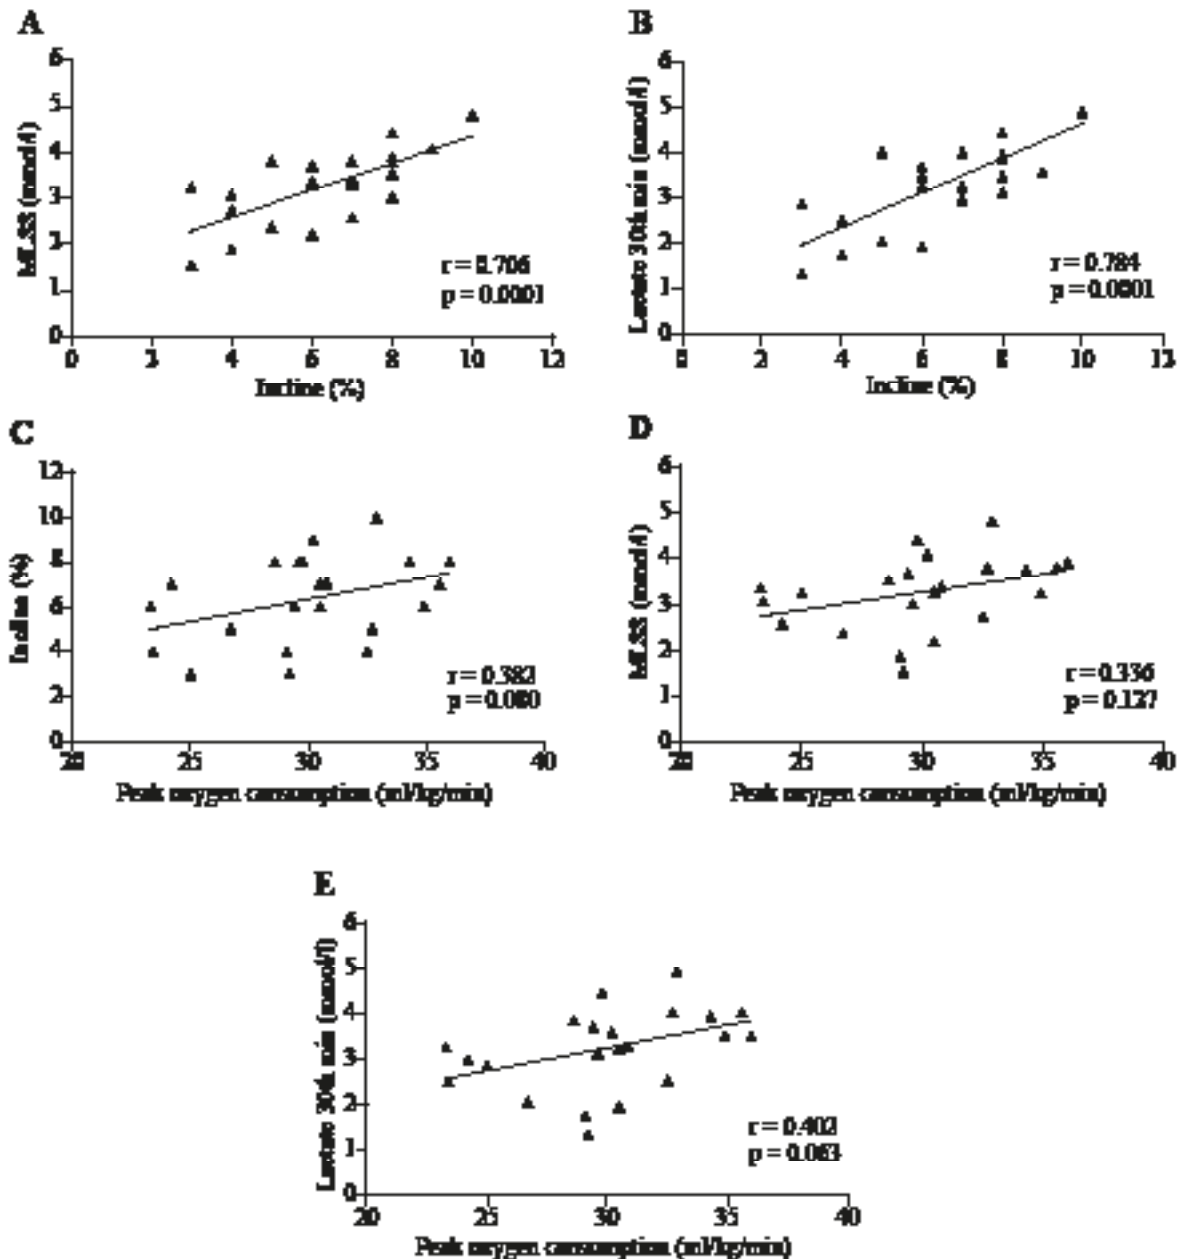 A
6
5
4
3
2
1
0
MLSS (mmol/l)
r = 0.706
p = 0.0001
0 2 4 6 8 10 12
Incline (%)
B
6
5
4
3
2
1
0
Lactate 30th min (mmol/l)
r = 0.784
p = 0.0001
0 2 4 6 8 10 12
Incline (%)
C
12
10
8
6
4
2
0
Incline (%)
r = 0.382
p = 0.080
20 25 30 35 40
Peak oxygen consumption (ml/kg/min)
D
6
5
4
3
2
1
0
MLSS (mmol/l)
r = 0.336
p = 0.127
20 25 30 35 40
Peak oxygen consumption (ml/kg/min)
E
6
5
4
3
2
1
0
Lactate 30th min (mmol/l)
r = 0.402
p = 0.063
20 25 30 35 40
Peak oxygen consumption (ml/kg/min)